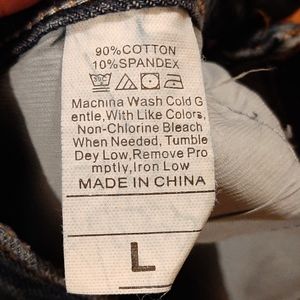 90%COTTON
10%SPANDEX
Machina Wash Cold G
entle,With Like Colors,
Non-Chlorine Bleach
When Needed, Tumble
Dey Low,Remove Pro
mptly,Iron Low
MADE IN CHINA
L